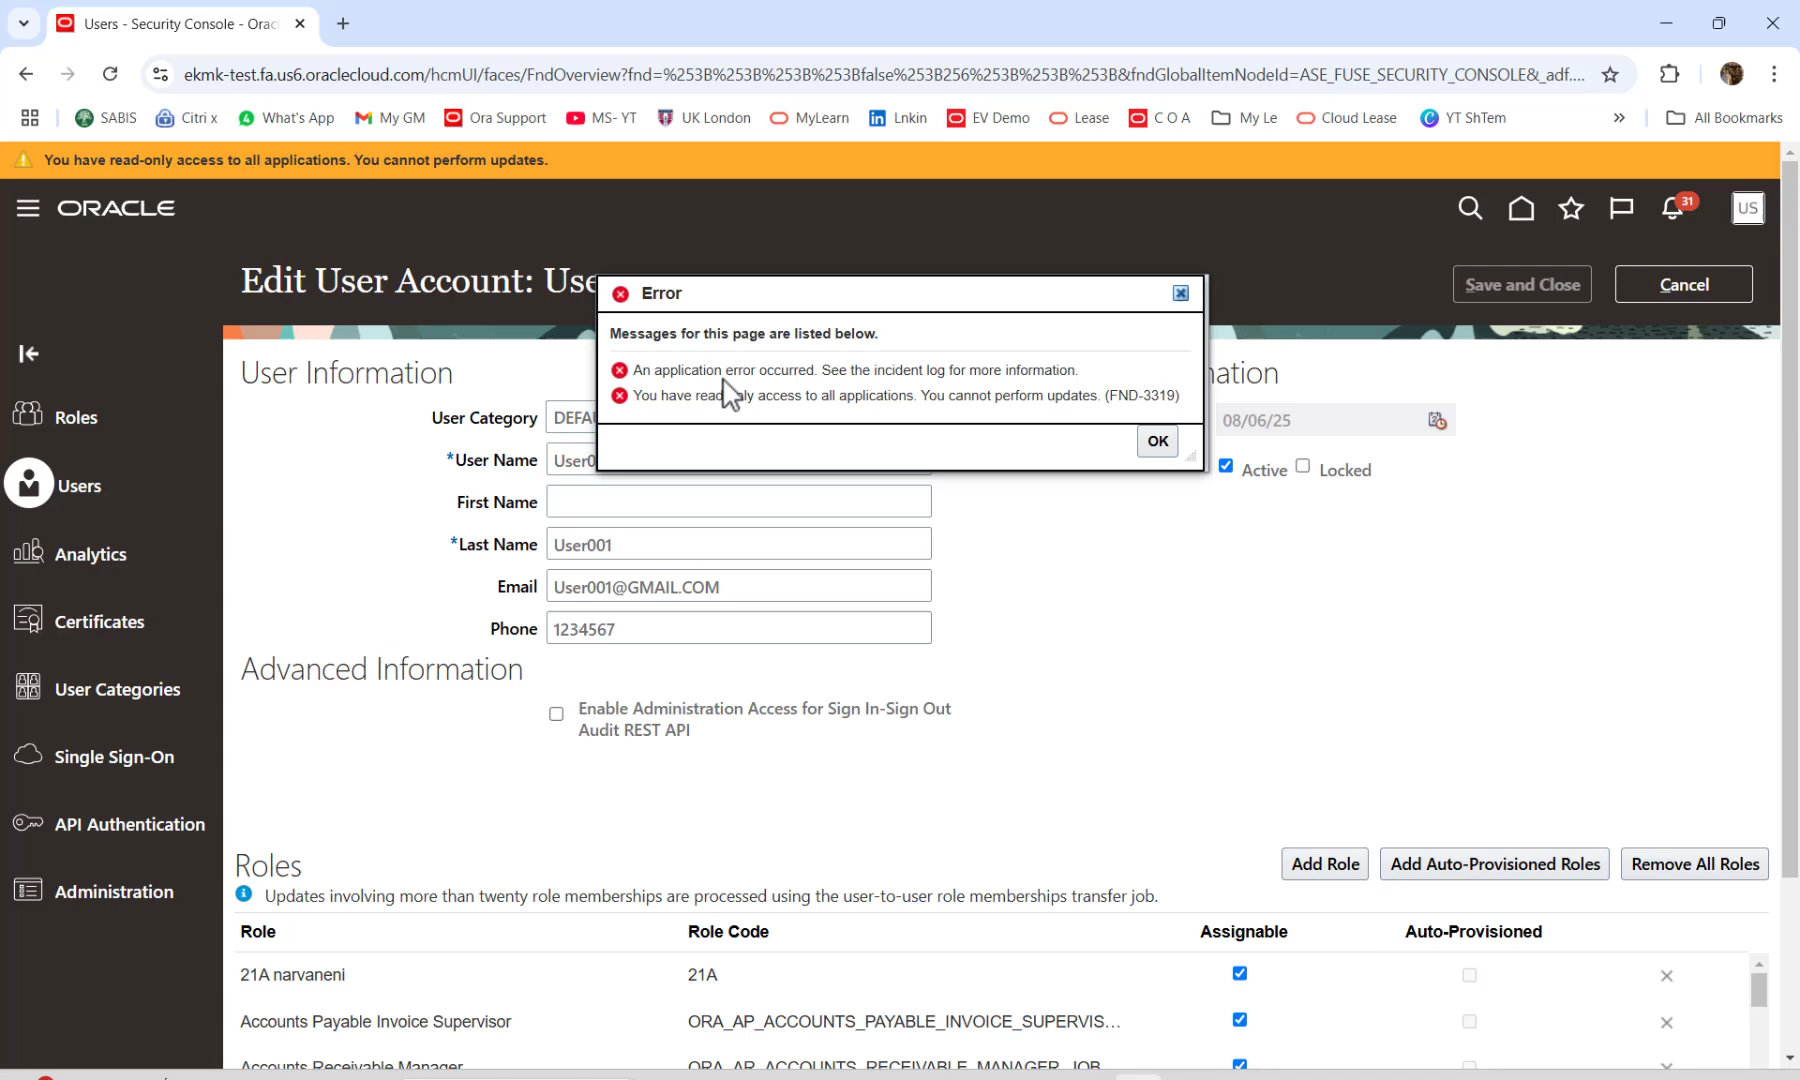 Users - Security Console - Orac
ekmk-test.fa.us6.oraclecloud.com/hcmUI/faces/FndOverview?fnd=%253B%253B%253B%253Bfalse%253B256%253B%253B%253B&fndGlobalItemNodeId=ASE_FUSE_SECURITY_CONSOLE&_adf....
SABIS Citri x What's App My GM Ora Support MS- YT UK London MyLearn Lnkin EV Demo Lease C O A My Le Cloud Lease YT ShTem » All Bookmarks
You have read-only access to all applications. You cannot perform updates.
ORACLE 31 US
Edit User Account: Use
Save and Close Cancel
Error
Messages for this page are listed below.
An application error occurred. See the incident log for more information.
You have read-only access to all applications. You cannot perform updates. (FND-3319)
OK
User Information
mation
User Category DEFAU
08/06/25
*User Name User0
Active Locked
First Name
*Last Name User001
Email User001@GMAIL.COM
Phone 1234567
Advanced Information
Enable Administration Access for Sign In-Sign Out
Audit REST API
Roles
Users
Analytics
Certificates
User Categories
Single Sign-On
API Authentication
Administration
Roles
Add Role Add Auto-Provisioned Roles Remove All Roles
Updates involving more than twenty role memberships are processed using the user-to-user role memberships transfer job.
Role Role Code Assignable Auto-Provisioned
21A narvaneni 21A
Accounts Payable Invoice Supervisor ORA_AP_ACCOUNTS_PAYABLE_INVOICE_SUPERVIS...
Accounts Receivable Manager ORA_AR_ACCOUNTS_RECEIVABLE_MANAGER_JOB